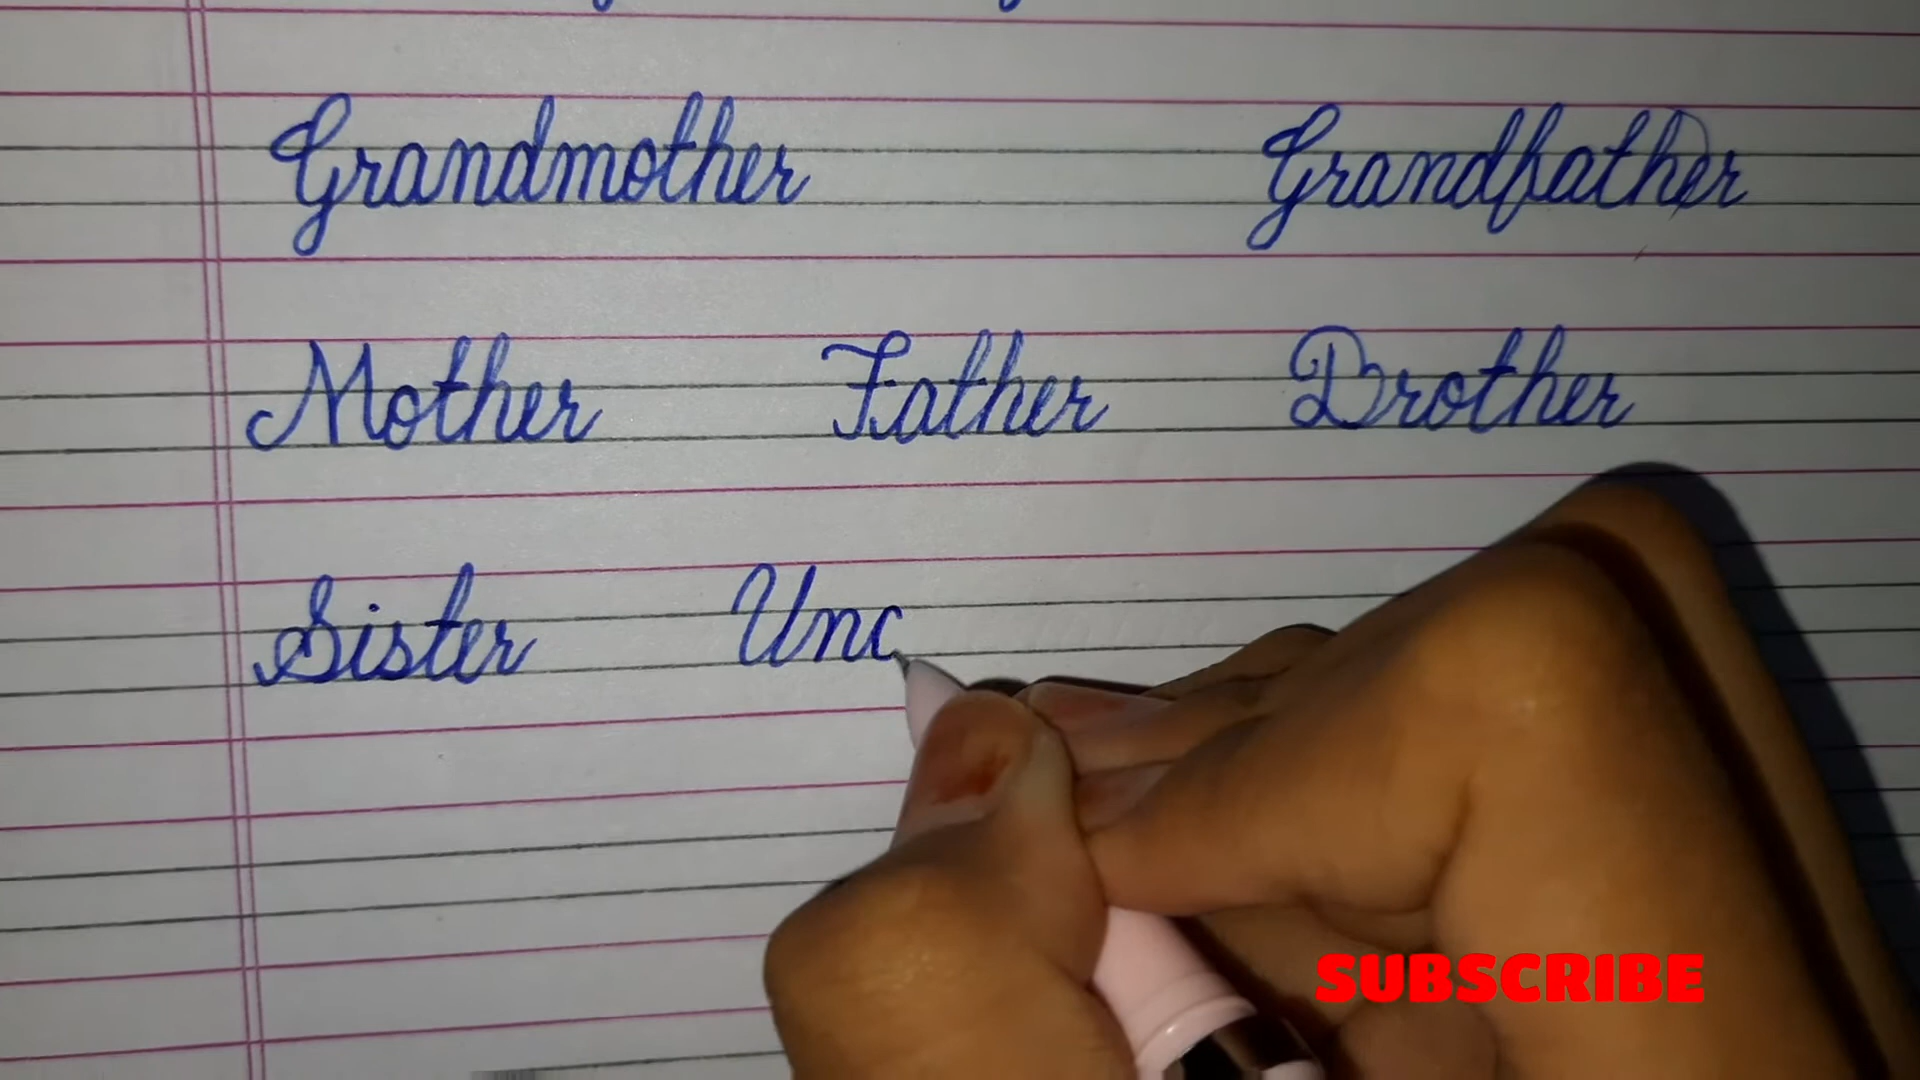 Grandmother Grandfather
Mother Father Brother
Sister Unc
SUBSCRIBE